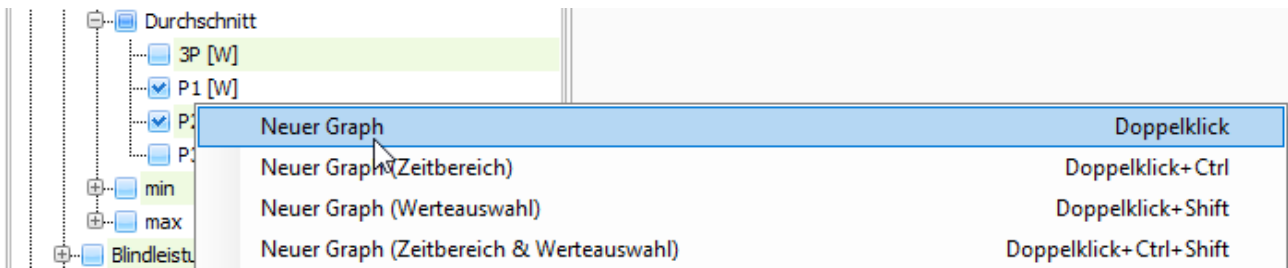 Durchschnitt
3P [W]
P1 [W]
Neuer Graph Doppelklick
Neuer Graph (Zeitbereich) Doppelklick+Ctrl
min
Neuer Graph (Werteauswahl) Doppelklick+Shift
max
Neuer Graph (Zeitbereich & Werteauswahl) Doppelklick+Ctrl+Shift